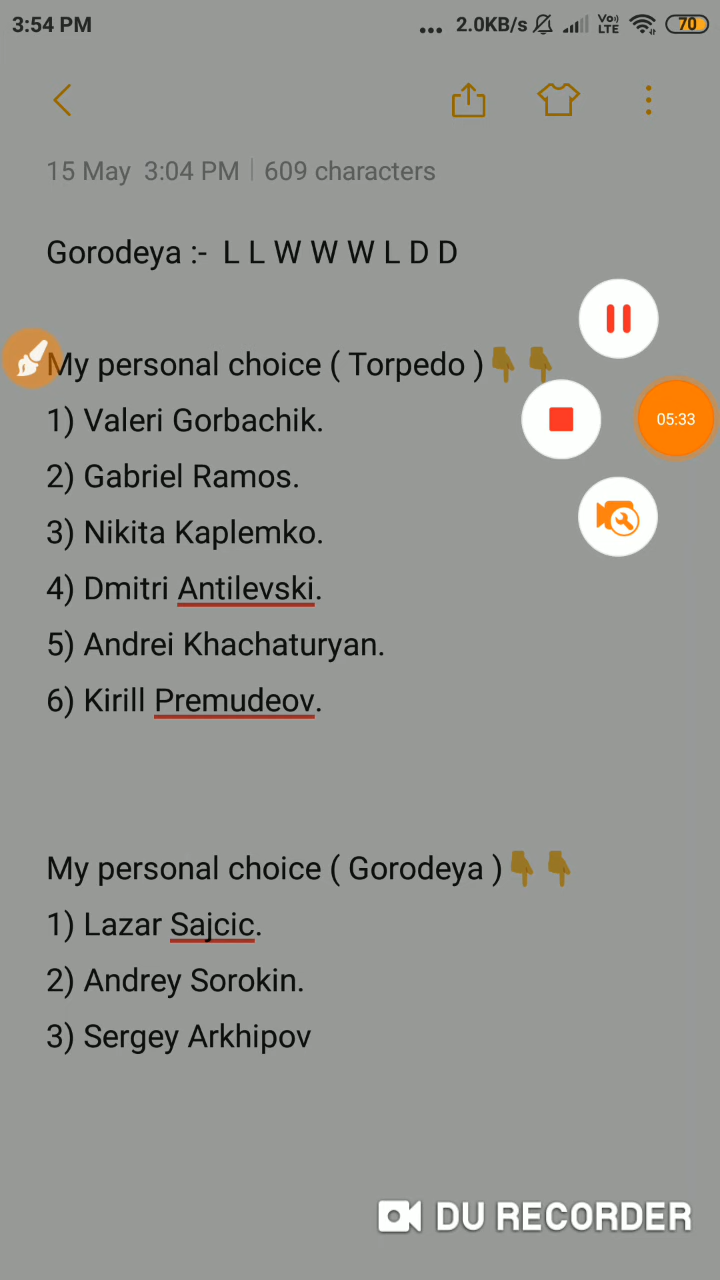 3:54 PM ... 2.0KB/s Vo) LTE 70
15 May 3:04 PM | 609 characters
Gorodeya :- L L W W W L D D
My personal choice ( Torpedo )👇👇
1) Valeri Gorbachik.
2) Gabriel Ramos.
3) Nikita Kaplemko.
05:33
4) Dmitri Antilevski.
5) Andrei Khachaturyan.
6) Kirill Premudeov.
My personal choice ( Gorodeya )👇👇
1) Lazar Sajcic.
2) Andrey Sorokin.
3) Sergey Arkhipov
DU RECORDER